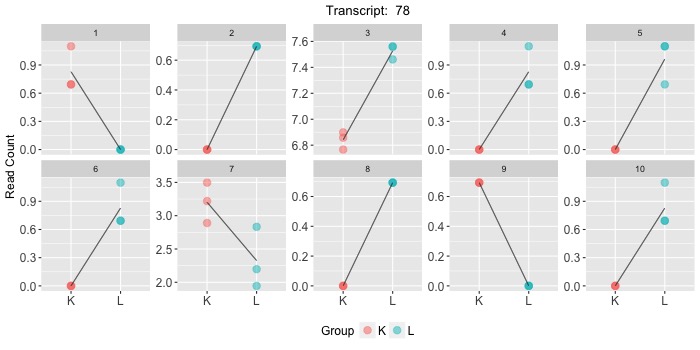 Transcript: 78
1 2 3 4 5
0.9 0.6 0.3 0.0
0.6 0.4 0.2 0.0
7.6 7.4 7.2 7.0 6.8
0.9 0.6 0.3 0.0
0.9 0.6 0.3 0.0
Read Count
6 7 8 9 10
0.9 0.6 0.3 0.0
3.5 3.0 2.5 2.0
0.6 0.4 0.2 0.0
0.6 0.4 0.2 0.0
0.9 0.6 0.3 0.0
K L K L K L K L K L
Group K L